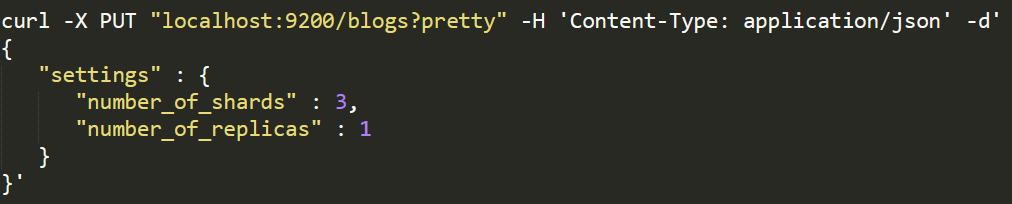 curl -X PUT "localhost:9200/blogs?pretty" -H 'Content-Type: application/json' -d'
{
   "settings" : {
      "number_of_shards" : 3,
      "number_of_replicas" : 1
   }
}'